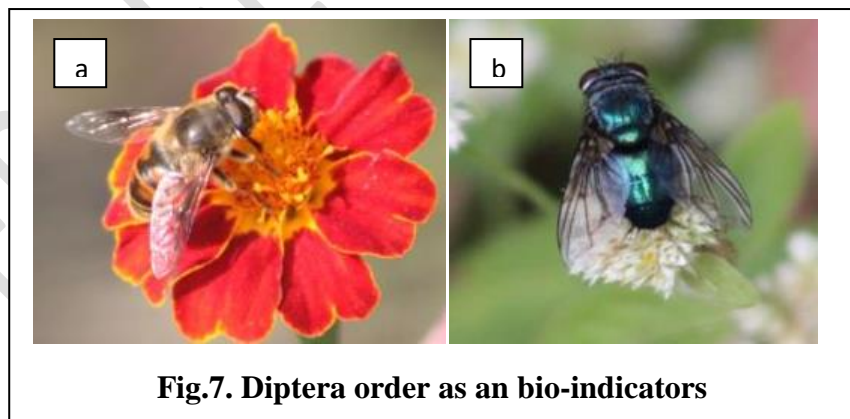 a
b
Fig.7. Diptera order as an bio-indicators